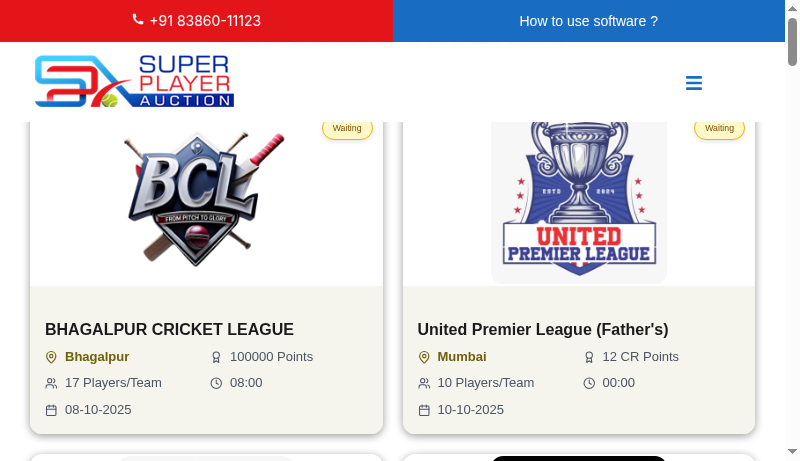 +91 83860-11123
How to use software ?
SUPER
PLAYER
AUCTION
Waiting
Waiting
BCL
FROM PITCH TO GLORY
ESTD 2024
UNITED
PREMIER LEAGUE
BHAGALPUR CRICKET LEAGUE
Bhagalpur
100000 Points
17 Players/Team
08:00
08-10-2025
United Premier League (Father's)
Mumbai
12 CR Points
10 Players/Team
00:00
10-10-2025